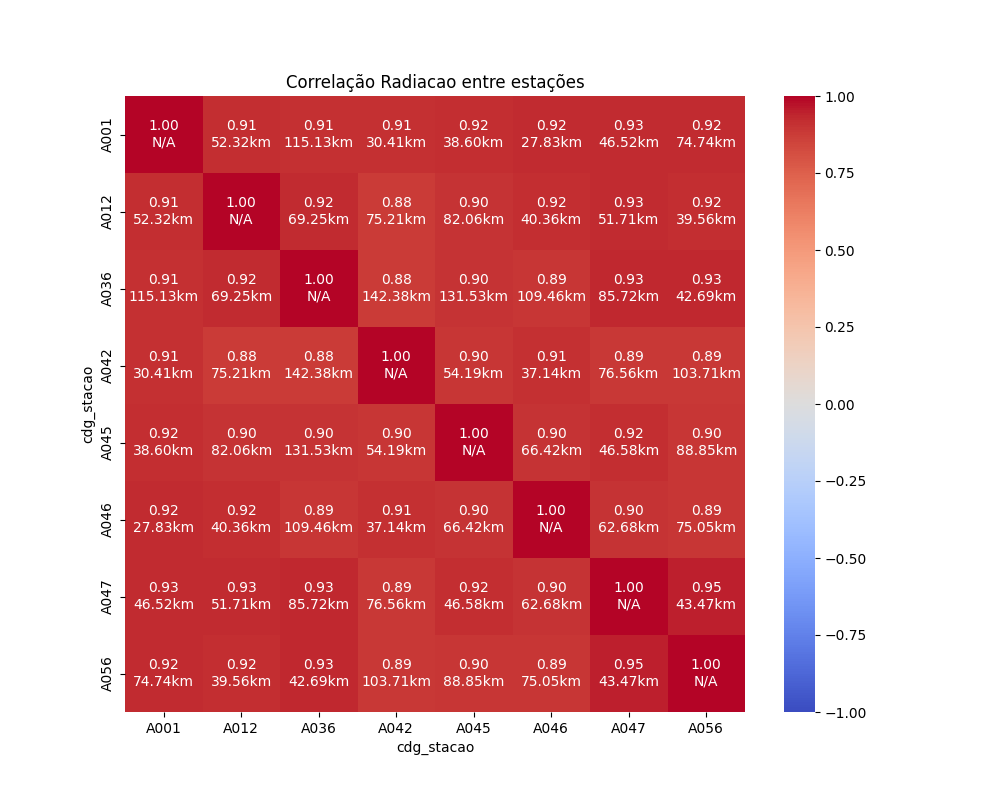 Correlação Radiacao entre estações
A001
1.00 0.91 0.91 0.91 0.92 0.92 0.93 0.92
N/A 52.32km 115.13km 30.41km 38.60km 27.83km 46.52km 74.74km
A012
0.91 1.00 0.92 0.88 0.90 0.92 0.93 0.92
52.32km N/A 69.25km 75.21km 82.06km 40.36km 51.71km 39.56km
A036
0.91 0.92 1.00 0.88 0.90 0.89 0.93 0.93
115.13km 69.25km N/A 142.38km 131.53km 109.46km 85.72km 42.69km
A042
0.91 0.88 0.88 1.00 0.90 0.91 0.89 0.89
30.41km 75.21km 142.38km N/A 54.19km 37.14km 76.56km 103.71km
cdg_stacao
A045
0.92 0.90 0.90 0.90 1.00 0.90 0.92 0.90
38.60km 82.06km 131.53km 54.19km N/A 66.42km 46.58km 88.85km
A046
0.92 0.92 0.89 0.91 0.90 1.00 0.90 0.89
27.83km 40.36km 109.46km 37.14km 66.42km N/A 62.68km 75.05km
A047
0.93 0.93 0.93 0.89 0.92 0.90 1.00 0.95
46.52km 51.71km 85.72km 76.56km 46.58km 62.68km N/A 43.47km
A056
0.92 0.92 0.93 0.89 0.90 0.89 0.95 1.00
74.74km 39.56km 42.69km 103.71km 88.85km 75.05km 43.47km N/A
A001 A012 A036 A042 A045 A046 A047 A056
cdg_stacao
1.00
0.75
0.50
0.25
0.00
−0.25
−0.50
−0.75
−1.00